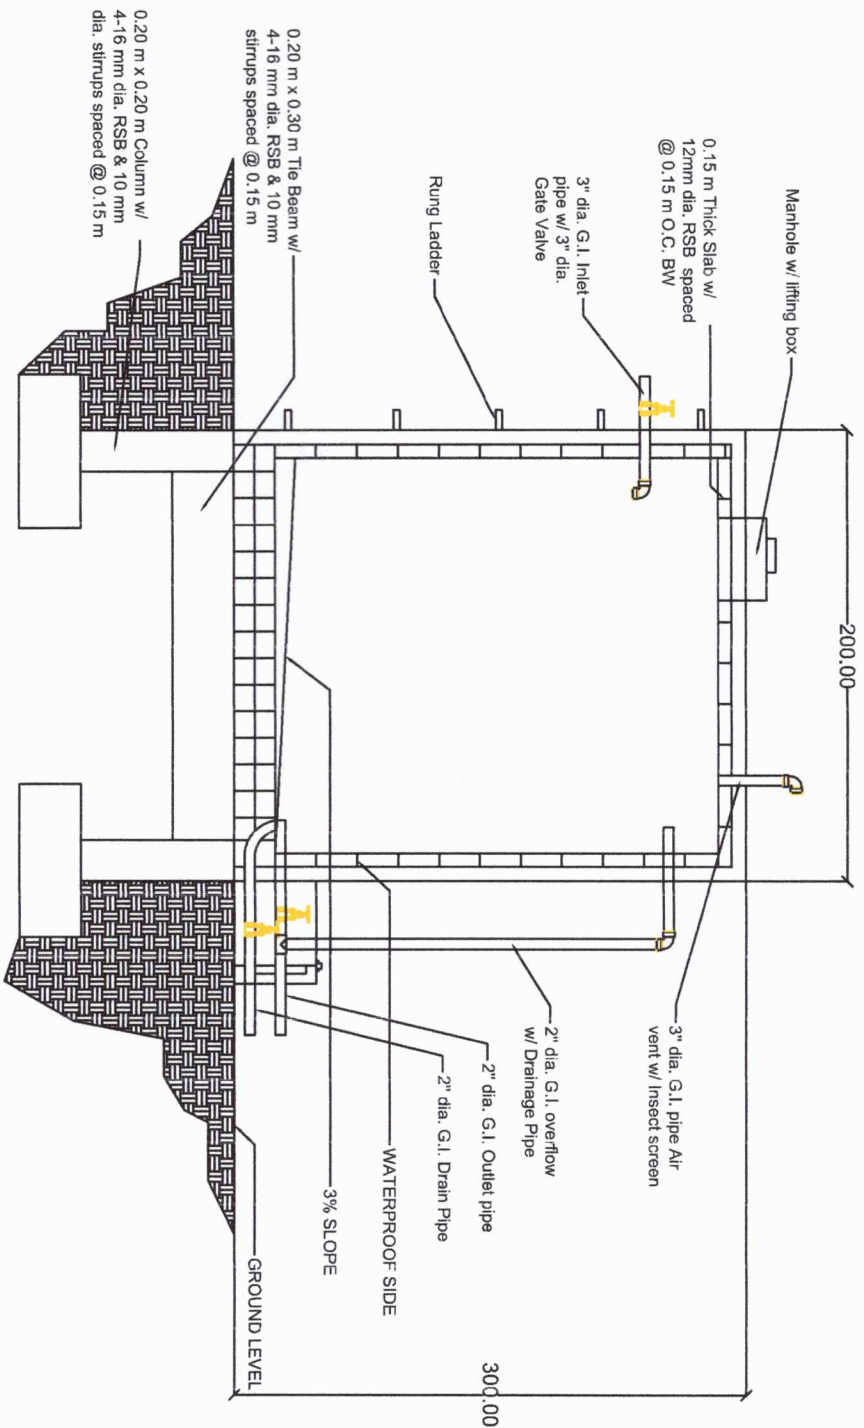 Manhole w/ lifting box
0.15 m Thick Slab w/
12mm dia. RSB spaced
@ 0.15 m O.C. BW
3" dia. G.I. Inlet
pipe w/ 3" dia.
Gate Valve
Rung Ladder
0.20 m x 0.30 m Tie Beam w/
4-16 mm dia. RSB & 10 mm
stirrups spaced @ 0.15 m
0.20 m x 0.20 m Column w/
4-16 mm dia. RSB & 10 mm
dia. stirrups spaced @ 0.15 m
200.00
3" dia. G.I. pipe Air
vent w/ Insect screen
2" dia. G.I. overflow
w/ Drainage Pipe
2" dia. G.I. Outlet pipe
2" dia. G.I. Drain Pipe
WATERPROOF SIDE
3% SLOPE
GROUND LEVEL
300.00